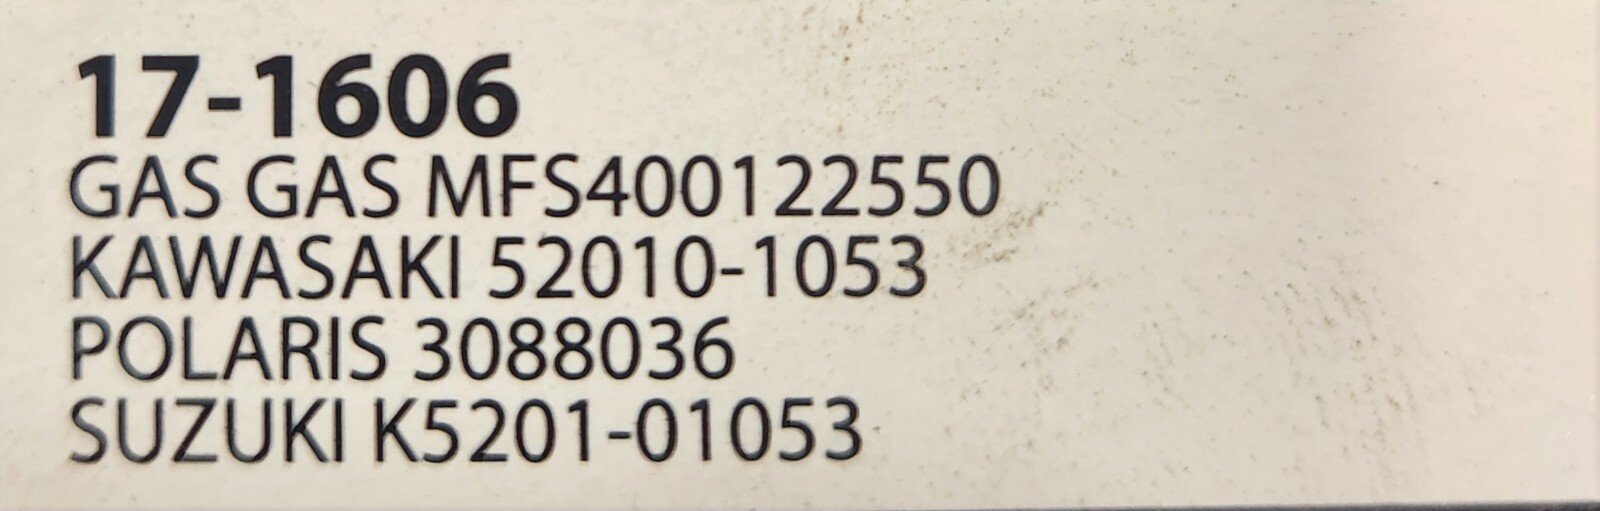 17-1606
GAS GAS MFS400122550
KAWASAKI 52010-1053
POLARIS 3088036
SUZUKI K5201-01053